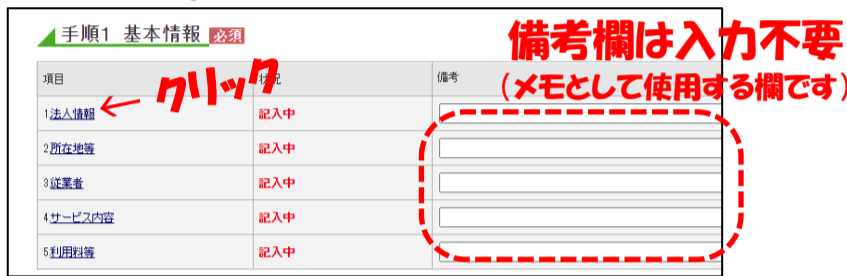 手順1 基本情報 必須
備考欄は入力不要
(メモとして使用する欄です)
項目 状況 備考
クリック
1法人情報 記入中
2所在地等 記入中
3従業者 記入中
4サービス内容 記入中
5利用料等 記入中